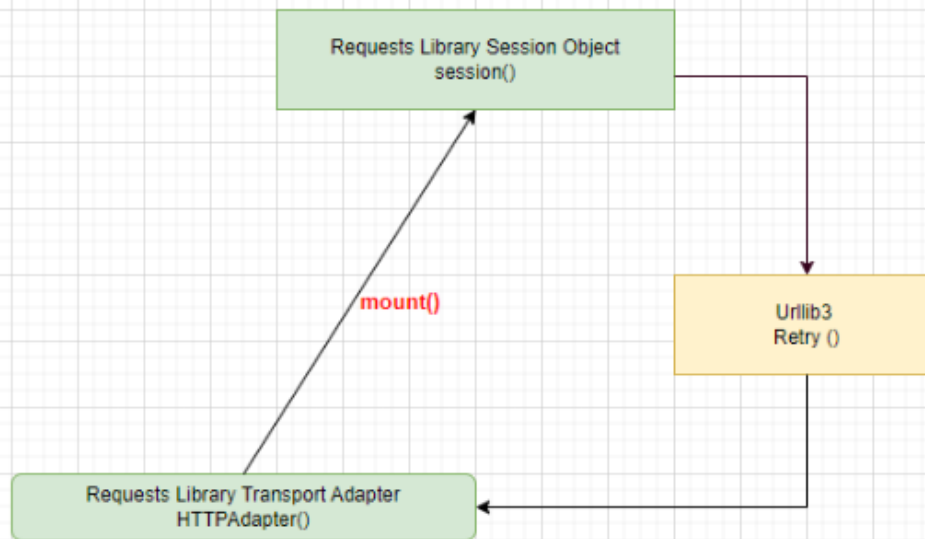 Requests Library Session Object
session()
mount()
Urllib3
Retry ()
Requests Library Transport Adapter
HTTPAdapter()